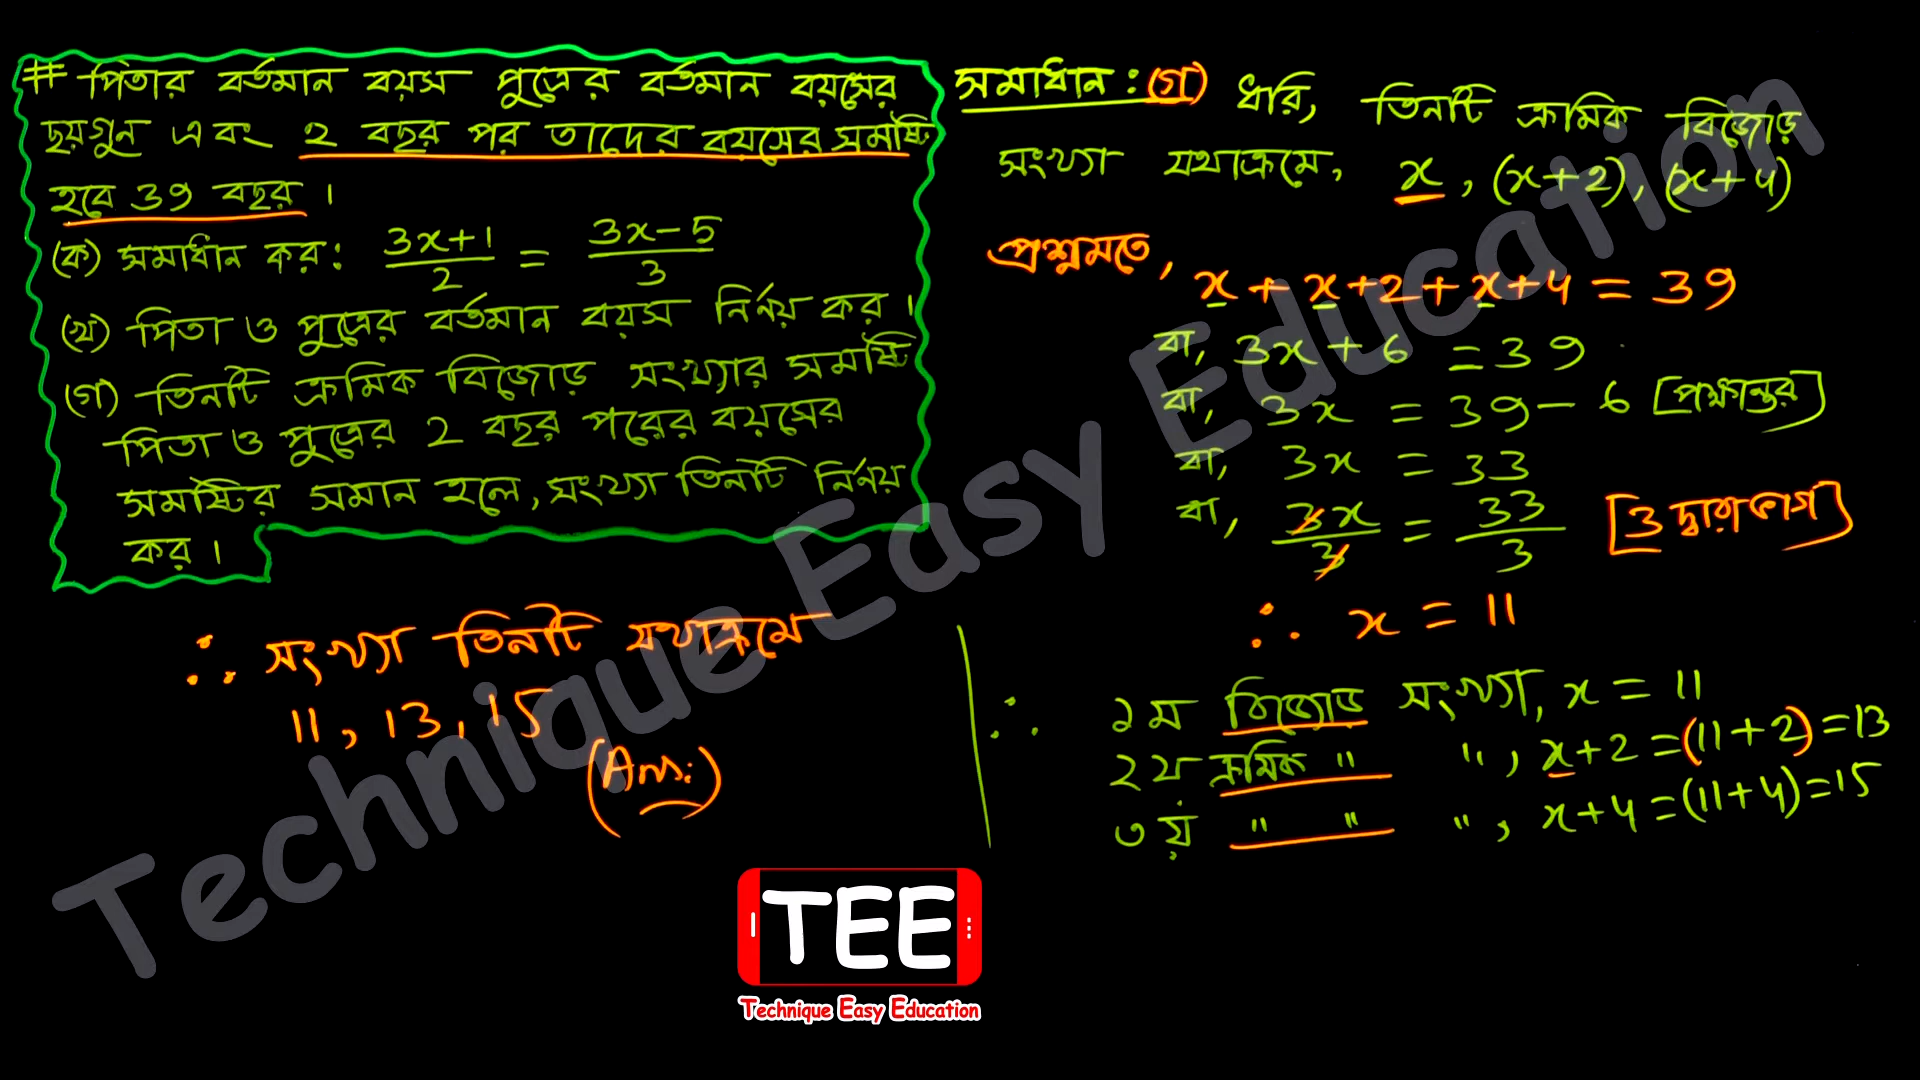 # পিতার বর্তমান বয়স পুত্রের বর্তমান বয়সের
ছয়গুন এবং ২ বছর পর তাদের বয়সের সমষ্টি
হবে 39 বছর ।
(ক) সমাধান কর: (3x+1)/2 = (3x-5)/3
(খ) পিতা ও পুত্রের বর্তমান বয়স নির্নয় কর ।
(গ) তিনটি ক্রমিক বিজোড় সংখ্যার সমষ্টি
পিতা ও পুত্রের 2 বছর পরের বয়সের
সমষ্টির সমান হলে, সংখ্যা তিনটি নির্নয়
কর ।
সমাধান : (গ) ধরি, তিনটি ক্রমিক বিজোড়
সংখ্যা যথাক্রমে, x, (x+2), (x+4)
প্রশ্নমতে, x + x+2 + x+4 = 39
বা, 3x + 6 = 39
বা, 3x = 39 - 6 [পক্ষান্তর]
বা, 3x = 33
বা, 3x/3 = 33/3 [3 দ্বারা ভাগ]
∴ x = 11
∴ ১ম বিজোড় সংখ্যা, x = 11
২য় ক্রমিক " ", x+2 = (11+2) = 13
৩য় " " ", x+4 = (11+4) = 15
∴ সংখ্যা তিনটি যথাক্রমে
11, 13, 15
(Ans:)
Technique Easy Education
TEE
Technique Easy Education